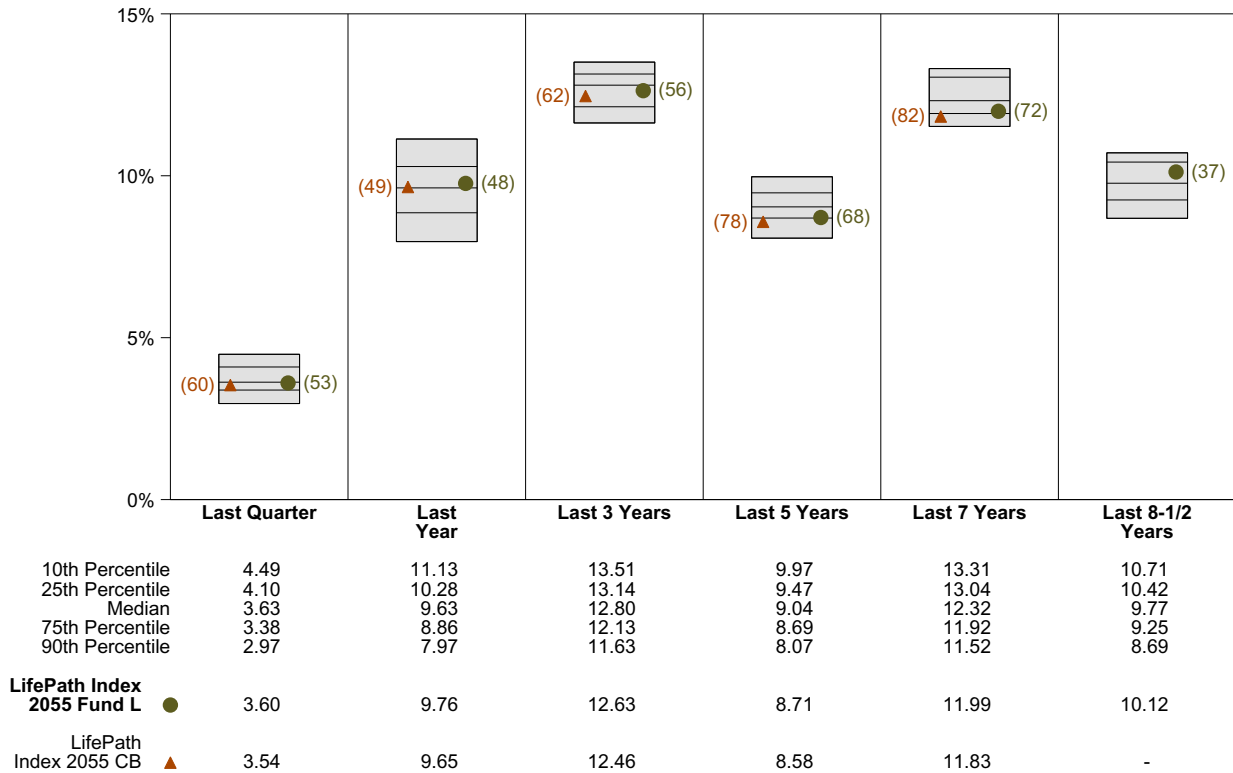 15%
10%
5%
0%
(60) (53)
(49) (48)
(62) (56)
(78) (68)
(82) (72)
(37)
Last Quarter Last Last 3 Years Last 5 Years Last 7 Years Last 8-1/2
Year Years
10th Percentile 4.49 11.13 13.51 9.97 13.31 10.71
25th Percentile 4.10 10.28 13.14 9.47 13.04 10.42
Median 3.63 9.63 12.80 9.04 12.32 9.77
75th Percentile 3.38 8.86 12.13 8.69 11.92 9.25
90th Percentile 2.97 7.97 11.63 8.07 11.52 8.69
LifePath Index
2055 Fund L 3.60 9.76 12.63 8.71 11.99 10.12
LifePath
Index 2055 CB 3.54 9.65 12.46 8.58 11.83 -